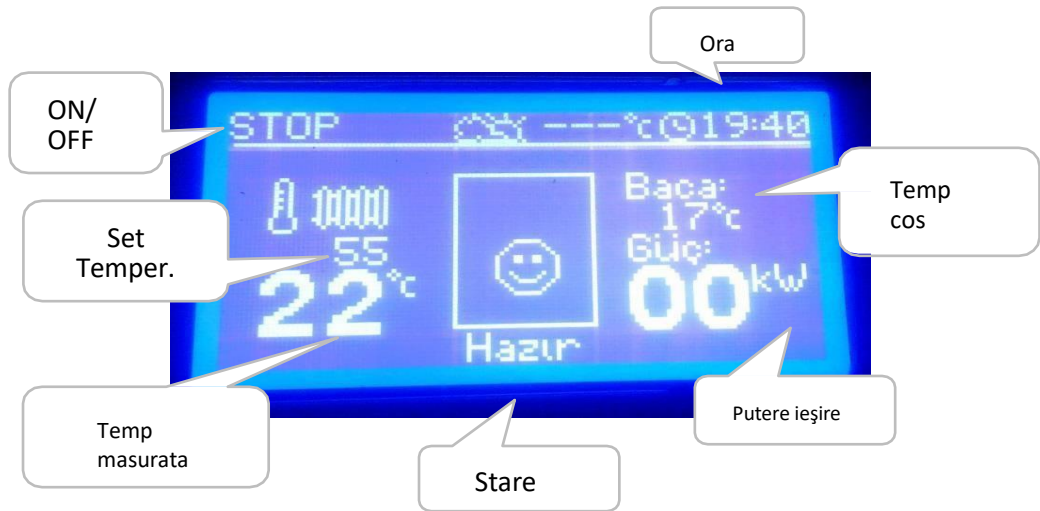 Ora
ON/
OFF
STOP ---°c 19:40
Baca:
17°c
Temp
cos
Set
Temper.
55
22°c
Güç:
00kW
Hazır
Temp
masurata
Stare
Putere ieşire